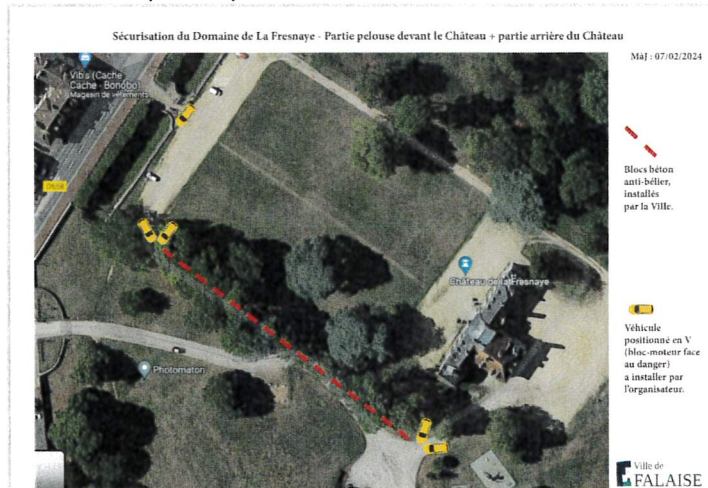 Sécurisation du Domaine de La Fresnaye - Partie pelouse devant le Château + partie arrière du Château
MàJ : 07/02/2024
Vib's (Cache
Cache - Bonobo)
Magasin de vêtements
D658
Château de la Fresnaye
Photomaton
Blocs béton
anti-bélier,
installés
par la Ville.
Véhicule
positionné en V
(bloc-moteur face
au danger)
a installer par
l'organisateur.
Ville de
FALAISE